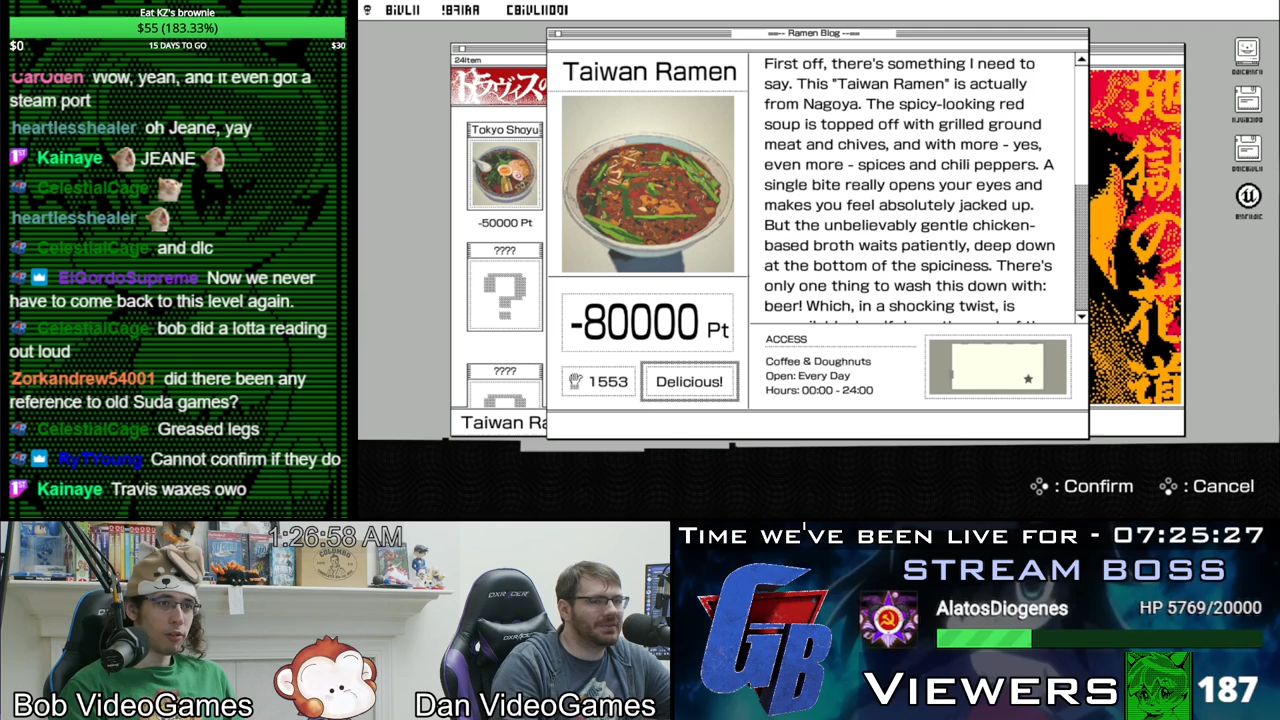 Eat KZ's brownie
$55 (183.33%)
$0
15 DAYS TO GO
$30
CarOden Wow, yeah, and it even got a
steam port
heartlesshealer oh Jeane, yay
1ST Kainaye JEANE
CelestialCage
heartlesshealer
CelestialCage and dlc
ElGordoSupreme Now we never
have to come back to this level again.
CelestialCage bob did a lotta reading
out loud
Zorkandrew54001 did there been any
reference to old Suda games?
CelestialCage Greased legs
RyTYoung Cannot confirm if they do
1ST Kainaye Travis waxes owo
Ramen Blog
24Item
Tokyo Shoyu
-50000 Pt
????
????
Taiwan Ra
Taiwan Ramen
-80000 Pt
1553
Delicious!
First off, there's something I need to
say. This "Taiwan Ramen" is actually
from Nagoya. The spicy-looking red
soup is topped off with grilled ground
meat and chives, and with more - yes,
even more - spices and chili peppers. A
single bite really opens your eyes and
makes you feel absolutely jacked up.
But the unbelievably gentle chicken-
based broth waits patiently, deep down
at the bottom of the spiciness. There's
only one thing to wash this down with:
beer! Which, in a shocking twist, is
ACCESS
Coffee & Doughnuts
Open: Every Day
Hours: 00:00 - 24:00
: Confirm
: Cancel
1:26:58 AM
COLUMBO
DXRACER
DXRACER
Bob VideoGames
Dan VideoGames
Time we've been live for - 07:25:27
GB
STREAM BOSS
AlatosDiogenes
HP 5769/20000
Viewers
187